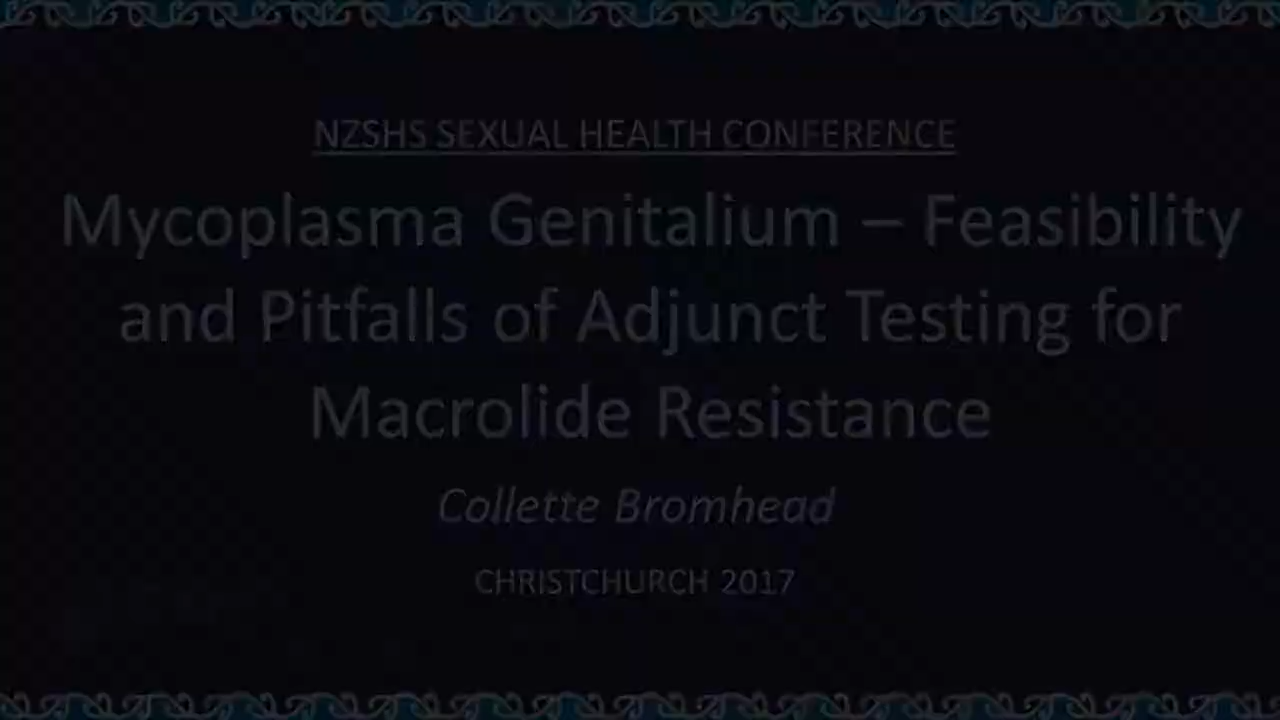 NZSHS SEXUAL HEALTH CONFERENCE
Mycoplasma Genitalium – Feasibility
and Pitfalls of Adjunct Testing for
Macrolide Resistance
Collette Bromhead
CHRISTCHURCH 2017